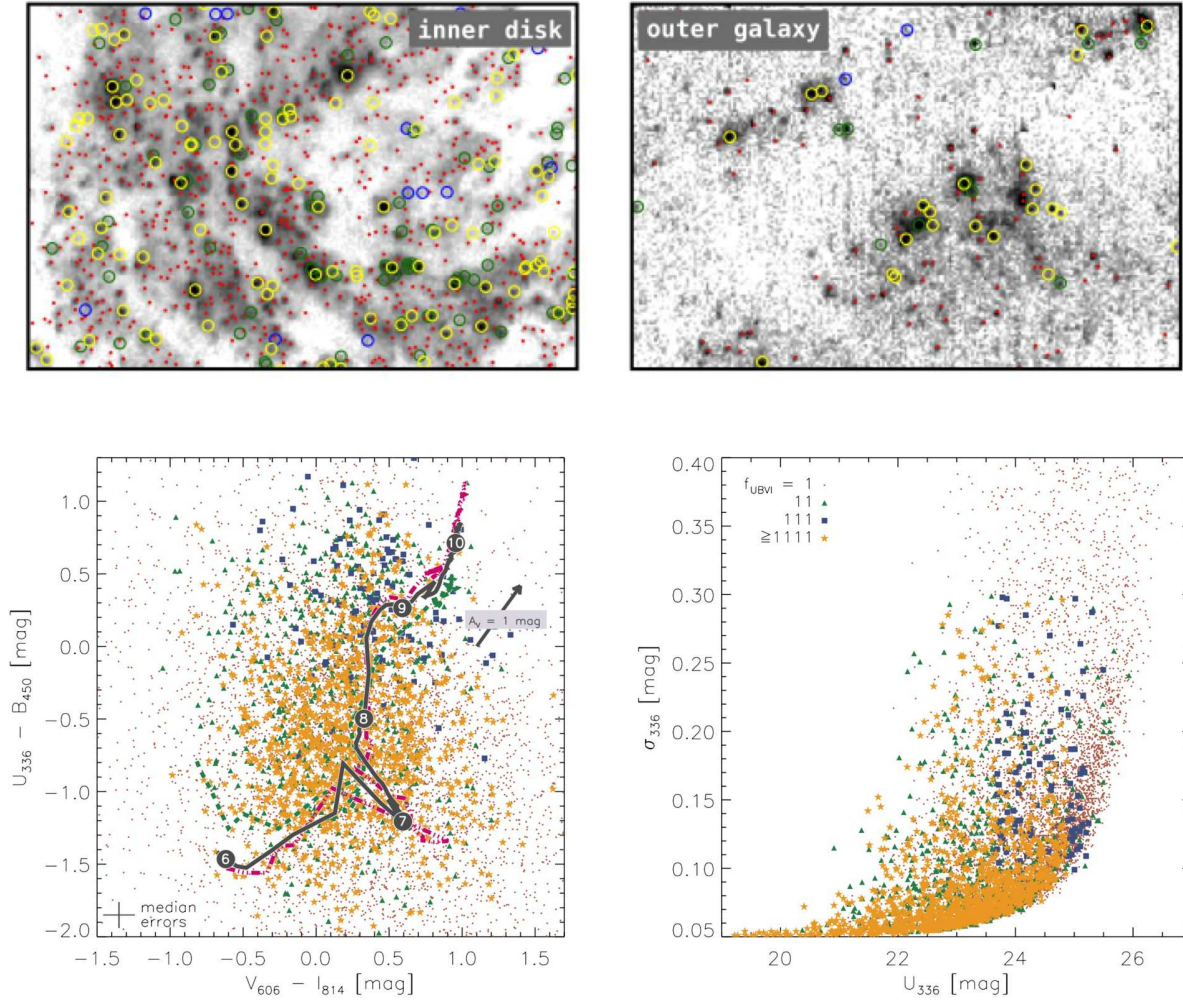 inner disk
outer galaxy
1.0
0.5
0.0
-0.5
-1.0
-1.5
-2.0
U336 - B450 [mag]
10
9
Av = 1 mag
8
7
6
median
errors
-1.5 -1.0 -0.5 0.0 0.5 1.0 1.5
V606 - I814 [mag]
0.40
0.35
0.30
0.25
0.20
0.15
0.10
0.05
σ336 [mag]
fUBVI = 1
11
111
≥1111
20 22 24 26
U336 [mag]